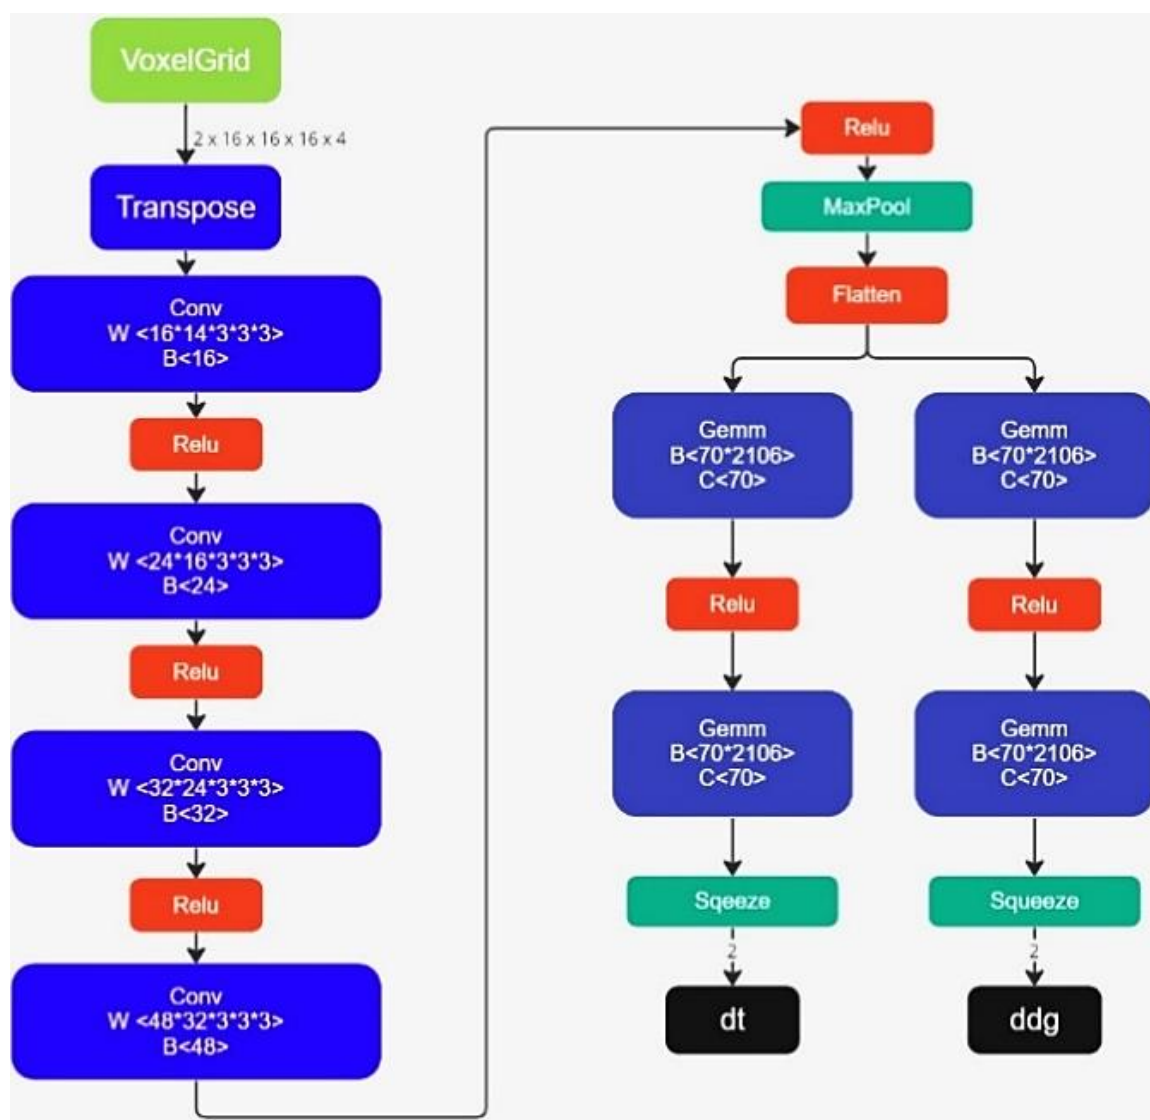 VoxelGrid
2 x 16 x 16 x 16 x 4
Transpose
Conv
W <16*14*3*3*3>
B<16>
Relu
Conv
W <24*16*3*3*3>
B<24>
Relu
Conv
W <32*24*3*3*3>
B<32>
Relu
Conv
W <48*32*3*3*3>
B<48>
Relu
MaxPool
Flatten
Gemm
B<70*2106>
C<70>
Relu
Gemm
B<70*2106>
C<70>
Sqeeze
2
dt
Gemm
B<70*2106>
C<70>
Relu
Gemm
B<70*2106>
C<70>
Squeeze
2
ddg